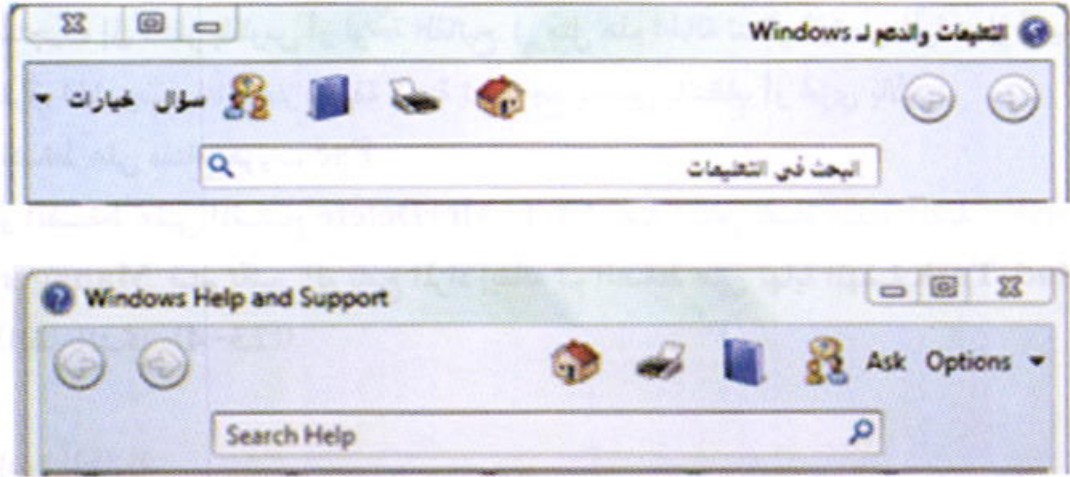 التعليمات والدعم لـ Windows
سؤال خيارات
البحث في التعليمات
Windows Help and Support
Ask Options
Search Help